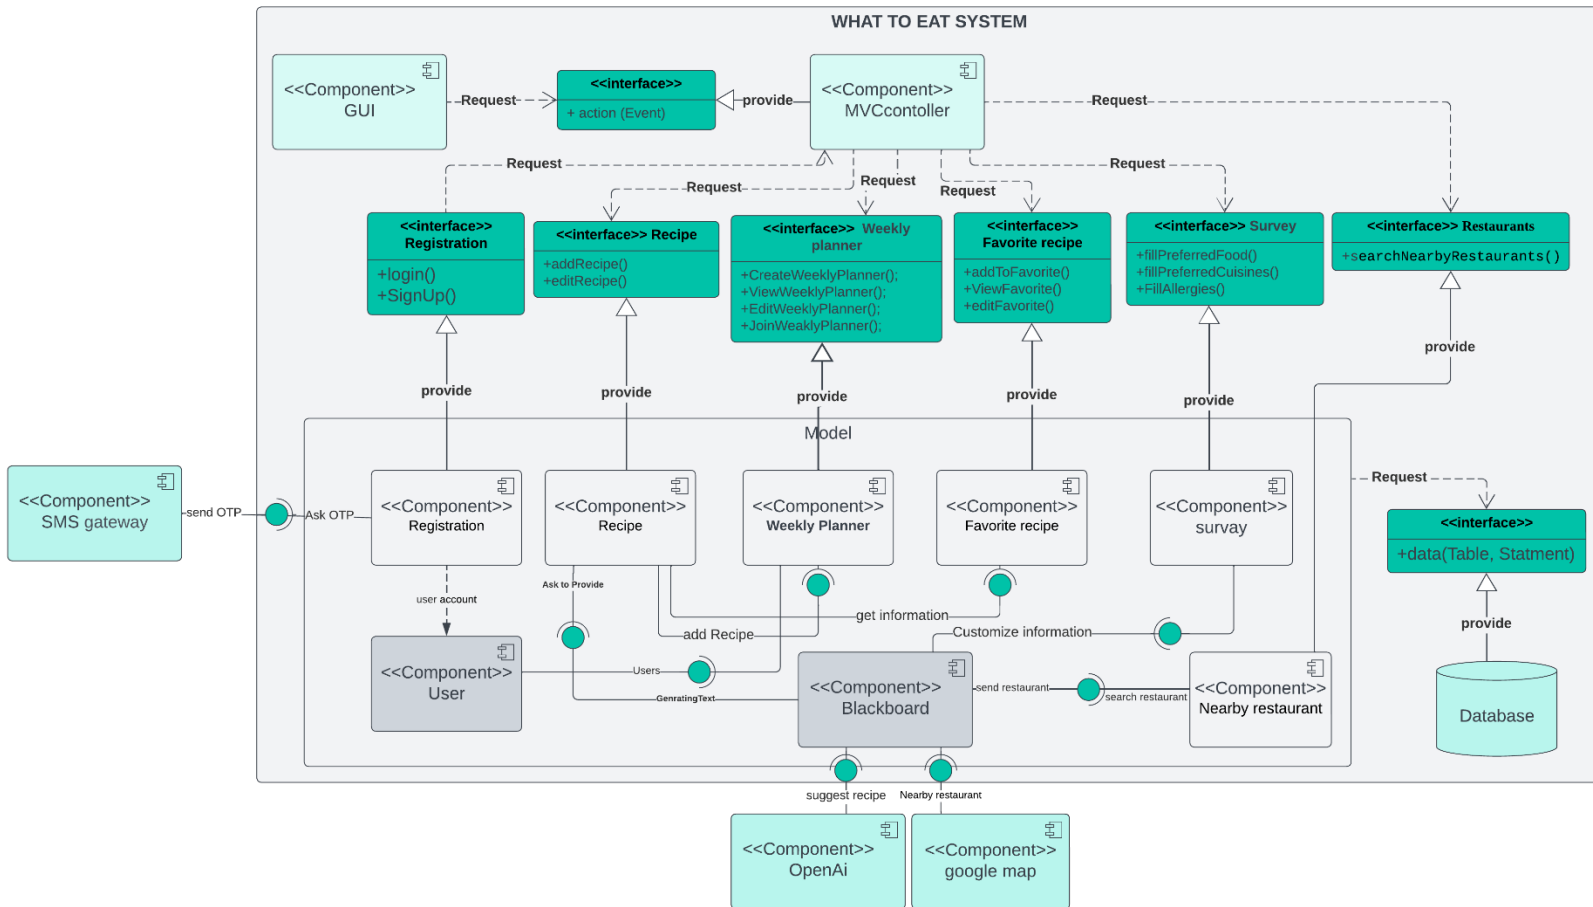 WHAT TO EAT SYSTEM
<<Component>>
GUI
Request
<<interface>>
+ action (Event)
provide
<<Component>>
MVCcontoller
Request
Request
Request
Request
Request
Request
<<interface>>
Registration
+login()
+SignUp()
<<interface>> Recipe
+addRecipe()
+editRecipe()
<<interface>> Weekly
planner
+CreateWeeklyPlanner();
+ViewWeeklyPlanner();
+EditWeeklyPlanner();
+JoinWeaklyPlanner;
<<interface>>
Favorite recipe
+addToFavorite()
+ViewFavorite()
+editFavorite()
<<interface>> Survey
+fillPreferredFood()
+fillPreferredCuisines()
+FillAllergies()
<<interface>> Restaurants
+searchNearbyRestaurants()
provide
provide
provide
provide
provide
provide
Model
<<Component>>
SMS gateway
send OTP
Ask OTP
<<Component>>
Registration
<<Component>>
Recipe
<<Component>>
Weekly Planner
<<Component>>
Favorite recipe
<<Component>>
survay
Request
<<interface>>
+data(Table, Statment)
provide
Database
Ask to Provide
user account
get information
add Recipe
Customize information
<<Component>>
User
Users
GenratingText
<<Component>>
Blackboard
send restaurant
search restaurant
<<Component>>
Nearby restaurant
suggest recipe
Nearby restaurant
<<Component>>
OpenAi
<<Component>>
google map